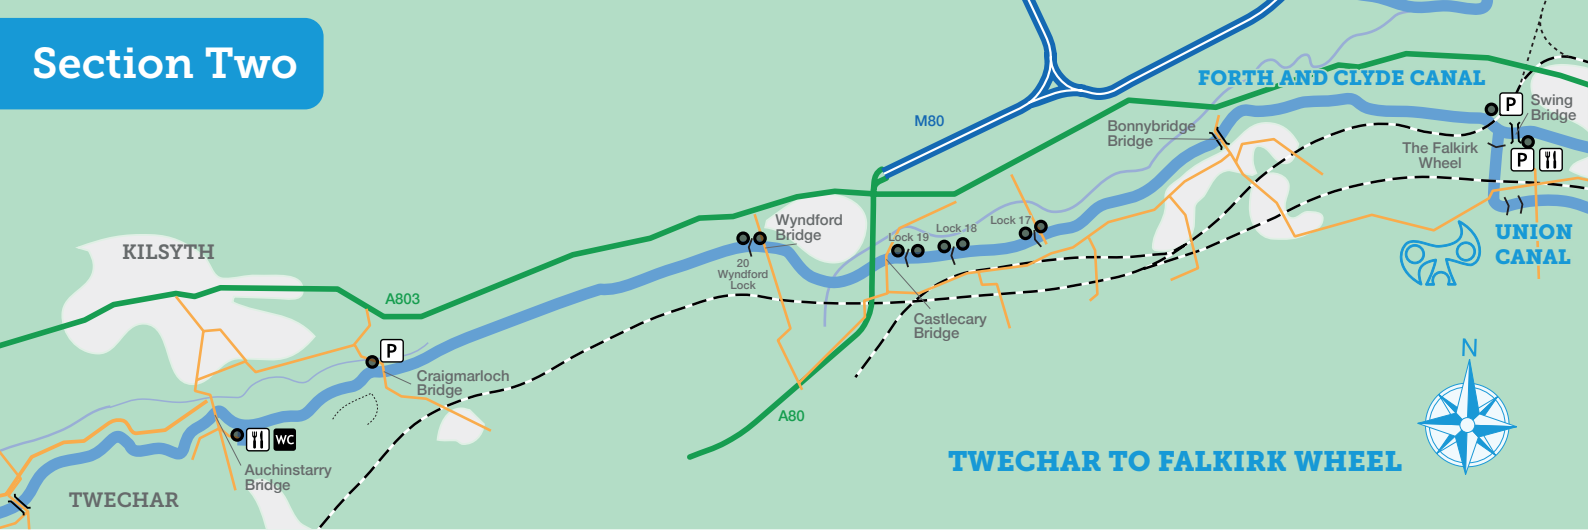 Section Two
FORTH AND CLYDE CANAL
M80
P
Swing
Bridge
Bonnybridge
Bridge
The Falkirk
Wheel
P
Wyndford
Bridge
Lock 17
Lock 18
Lock 19
20
Wyndford
Lock
UNION
CANAL
KILSYTH
A803
Castlecary
Bridge
P
Craigmarloch
Bridge
N
A80
WC
TWECHAR TO FALKIRK WHEEL
Auchinstarry
Bridge
TWECHAR